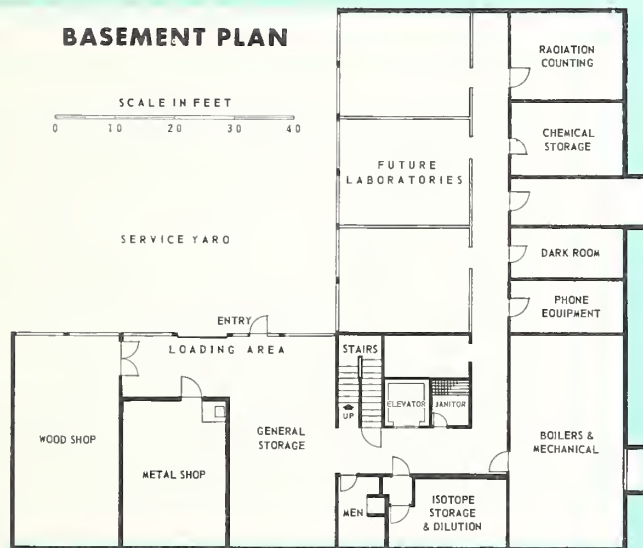 BASEMENT PLAN
SCALE IN FEET
0 10 20 30 40
RADIATION
COUNTING
CHEMICAL
STORAGE
FUTURE
LABORATORIES
SERVICE YARO
DARK ROOM
PHONE
EQUIPMENT
ENTRY
LOADING AREA
STAIRS
UP
ELEVATOR
JANITOR
WOOD SHOP
METAL SHOP
GENERAL
STORAGE
BOILERS &
MECHANICAL
MEN
ISOTOPE
STORAGE
& DILUTION